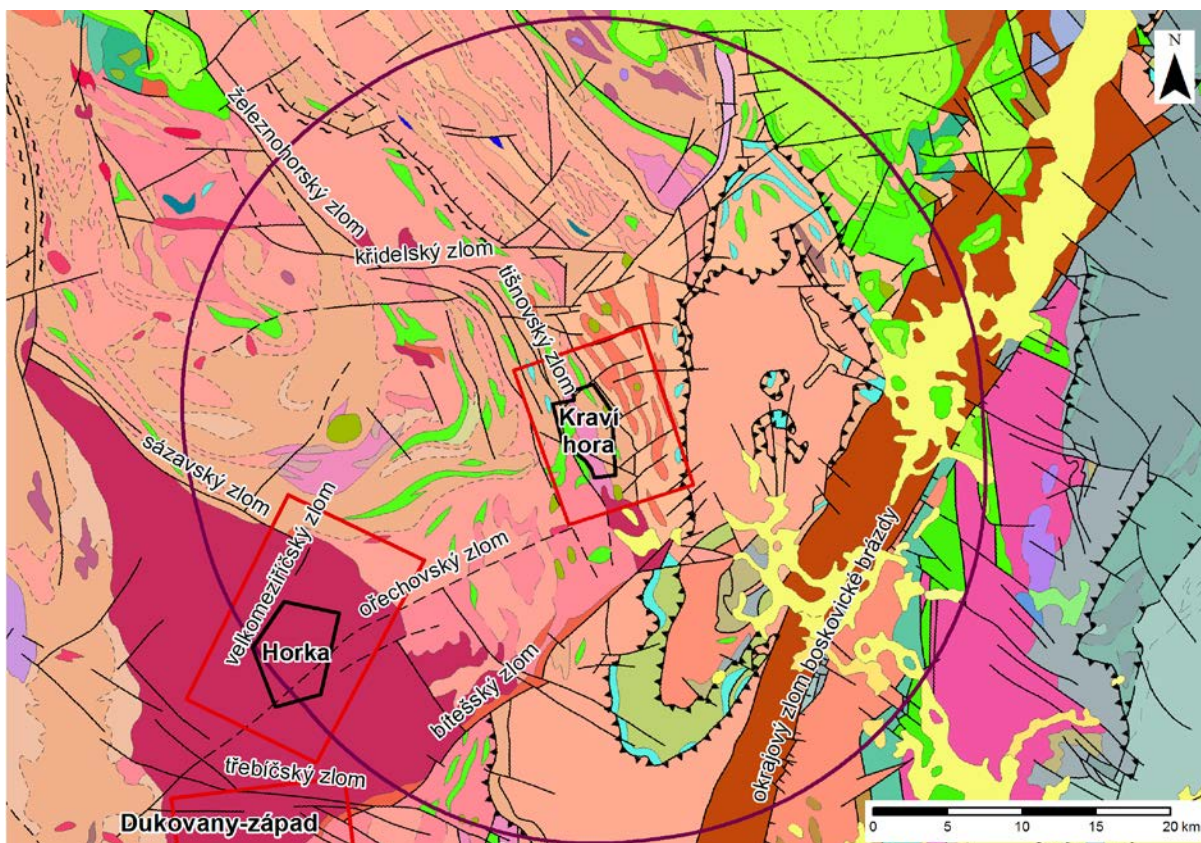 N
železnohorský zlom
křídelský zlom
tišnovský zlom
Kraví
hora
sázavský zlom
velkomeziříčský zlom
ořechovský zlom
Horka
bítešský zlom
okrajový zlom boskovické brázdy
třebíčský zlom
Dukovany-západ
0 5 10 15 20 km